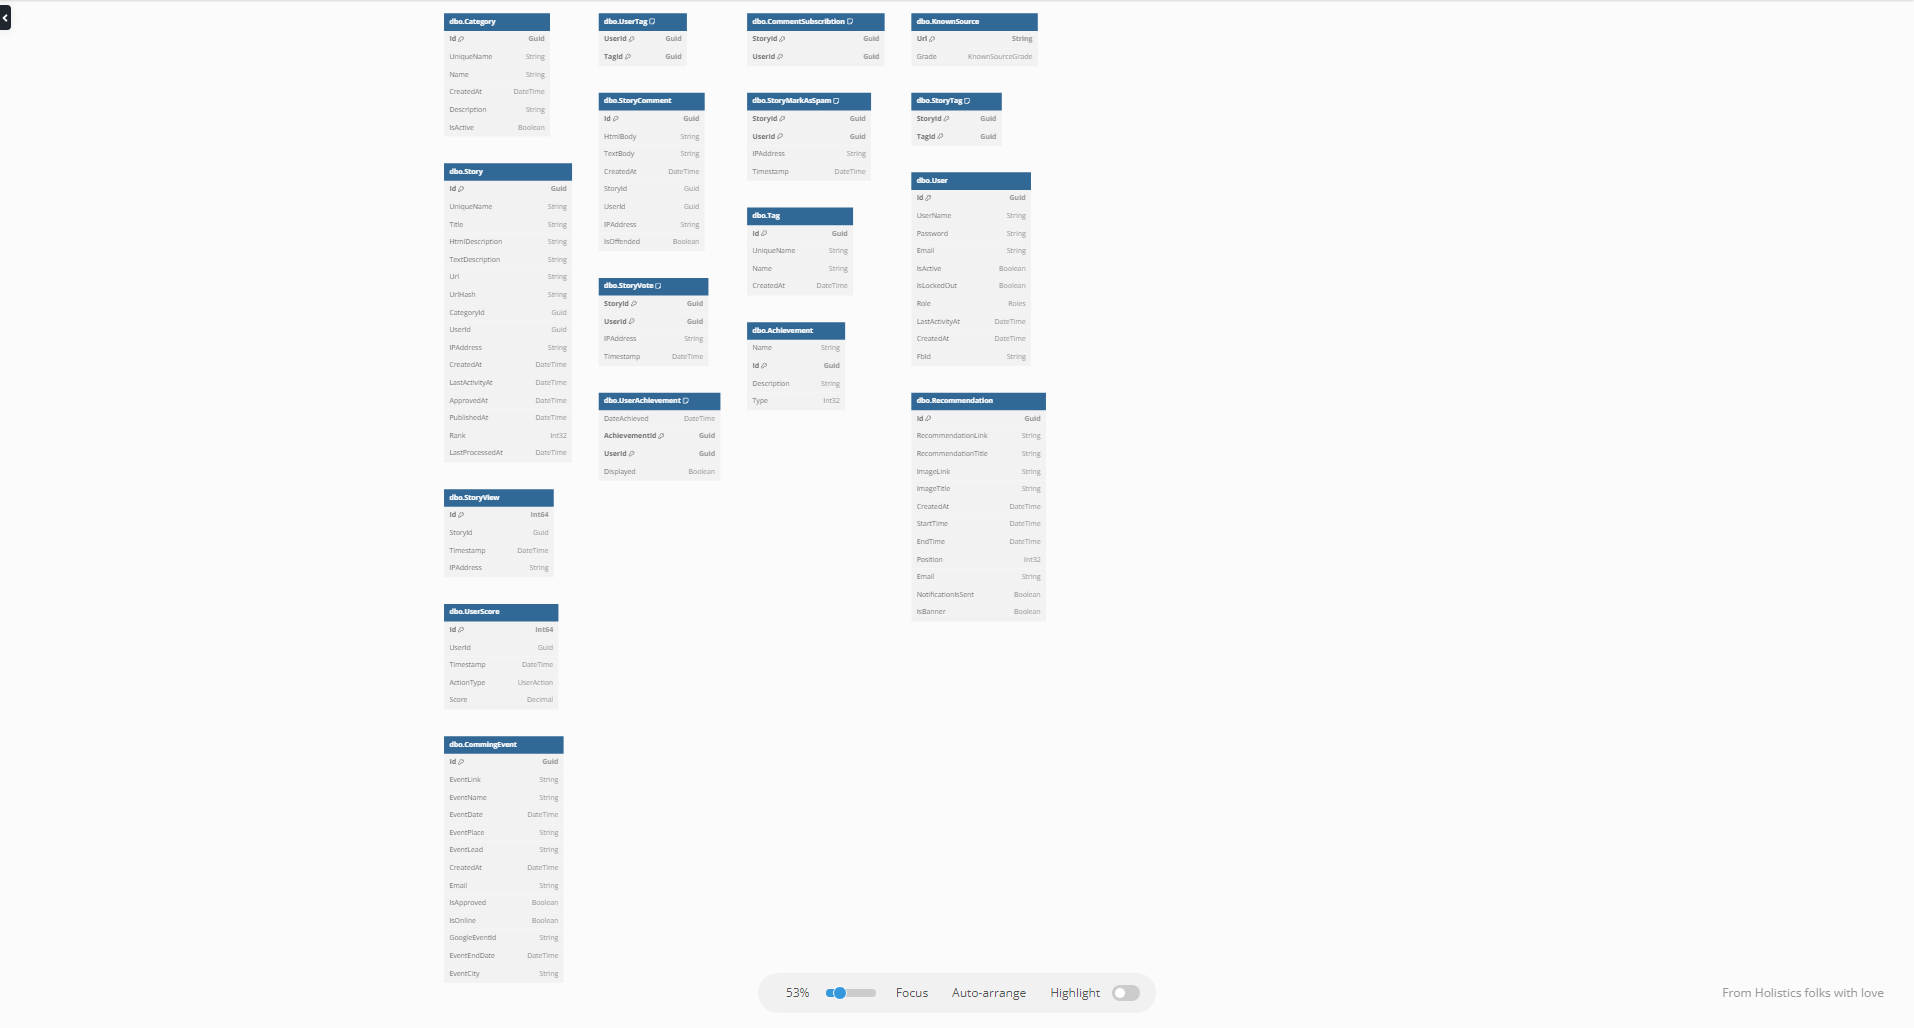 dbo.Category
Id Guid
UniqueName String
Name String
CreatedAt DateTime
Description String
IsActive Boolean
dbo.Story
Id Guid
UniqueName String
Title String
HtmlDescription String
TextDescription String
Url String
UrlHash String
CategoryId Guid
UserId Guid
IPAddress String
CreatedAt DateTime
LastActivityAt DateTime
ApprovedAt DateTime
PublishedAt DateTime
Rank Int32
LastProcessedAt DateTime
dbo.StoryView
Id Int64
StoryId Guid
Timestamp DateTime
IPAddress String
dbo.UserScore
Id Int64
UserId Guid
Timestamp DateTime
ActionType UserAction
Score Decimal
dbo.CommingEvent
Id Guid
EventLink String
EventName String
EventDate DateTime
EventPlace String
EventLead String
CreatedAt DateTime
Email String
IsApproved Boolean
IsOnline Boolean
GoogleEventId String
EventEndDate DateTime
EventCity String
dbo.UserTag
UserId Guid
TagId Guid
dbo.StoryComment
Id Guid
HtmlBody String
TextBody String
CreatedAt DateTime
StoryId Guid
UserId Guid
IPAddress String
IsOffended Boolean
dbo.StoryVote
StoryId Guid
UserId Guid
IPAddress String
Timestamp DateTime
dbo.UserAchievement
DateAchieved DateTime
AchievementId Guid
UserId Guid
Displayed Boolean
dbo.CommentSubscribtion
StoryId Guid
UserId Guid
dbo.StoryMarkAsSpam
StoryId Guid
UserId Guid
IPAddress String
Timestamp DateTime
dbo.Tag
Id Guid
UniqueName String
Name String
CreatedAt DateTime
dbo.Achievement
Name String
Id Guid
Description String
Type Int32
dbo.KnownSource
Url String
Grade KnownSourceGrade
dbo.StoryTag
StoryId Guid
TagId Guid
dbo.User
Id Guid
UserName String
Password String
Email String
IsActive Boolean
IsLockedOut Boolean
Role Roles
LastActivityAt DateTime
CreatedAt DateTime
FbId String
dbo.Recommendation
Id Guid
RecommendationLink String
RecommendationTitle String
ImageLink String
ImageTitle String
CreatedAt DateTime
StartTime DateTime
EndTime DateTime
Position Int32
Email String
NotificationIsSent Boolean
IsBanner Boolean
53% Focus Auto-arrange Highlight
From Holistics folks with love